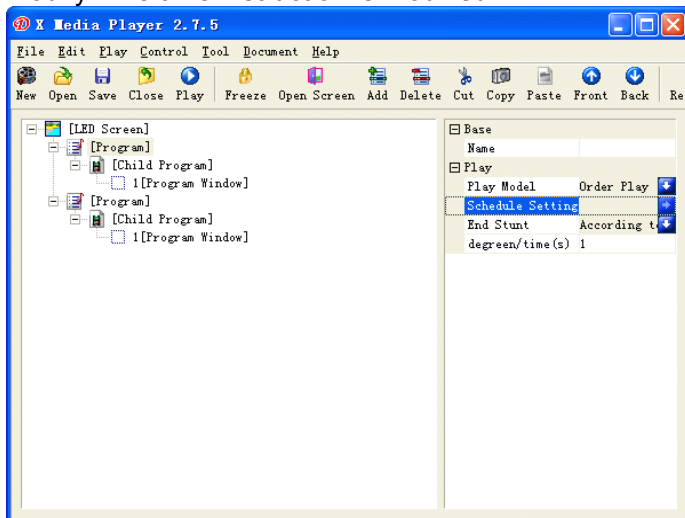 X Media Player 2.7.5
File Edit Play Control Tool Document Help
New Open Save Close Play Freeze Open Screen Add Delete Cut Copy Paste Front Back Re
[LED Screen]
[Program]
[Child Program]
1[Program Window]
[Program]
[Child Program]
1[Program Window]
Base
Name
Play
Play Model Order Play
Schedule Setting
End Stunt According to
degreen/time(s) 1